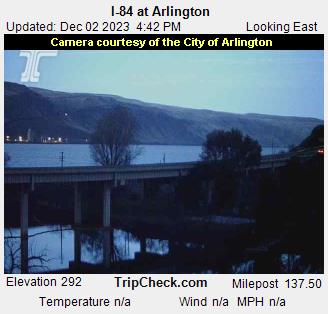 I-84 at Arlington
Updated: Dec 02 2023 4:42 PM Looking East
Camera courtesy of the City of Arlington
Elevation 292 TripCheck.com Milepost 137.50
Temperature n/a Wind n/a MPH n/a